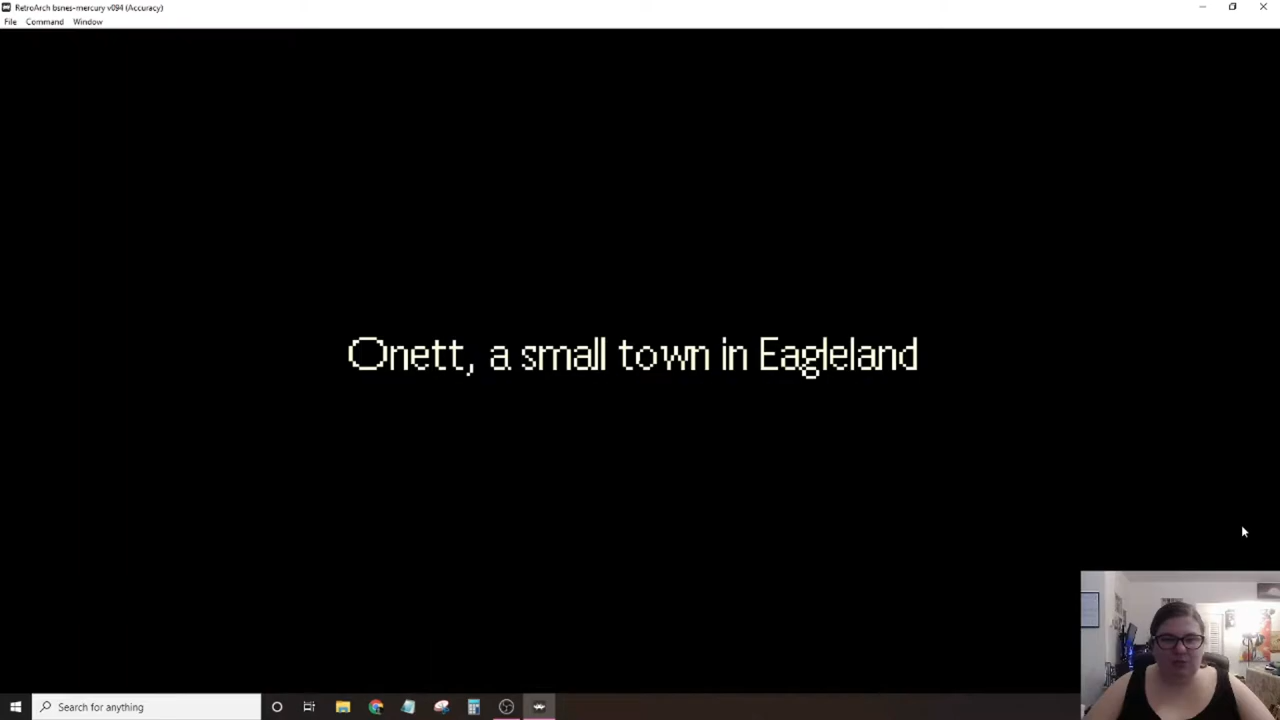 RetroArch bsnes-mercury v094 (Accuracy)
File Command Window
Onett, a small town in Eagleland
Search for anything